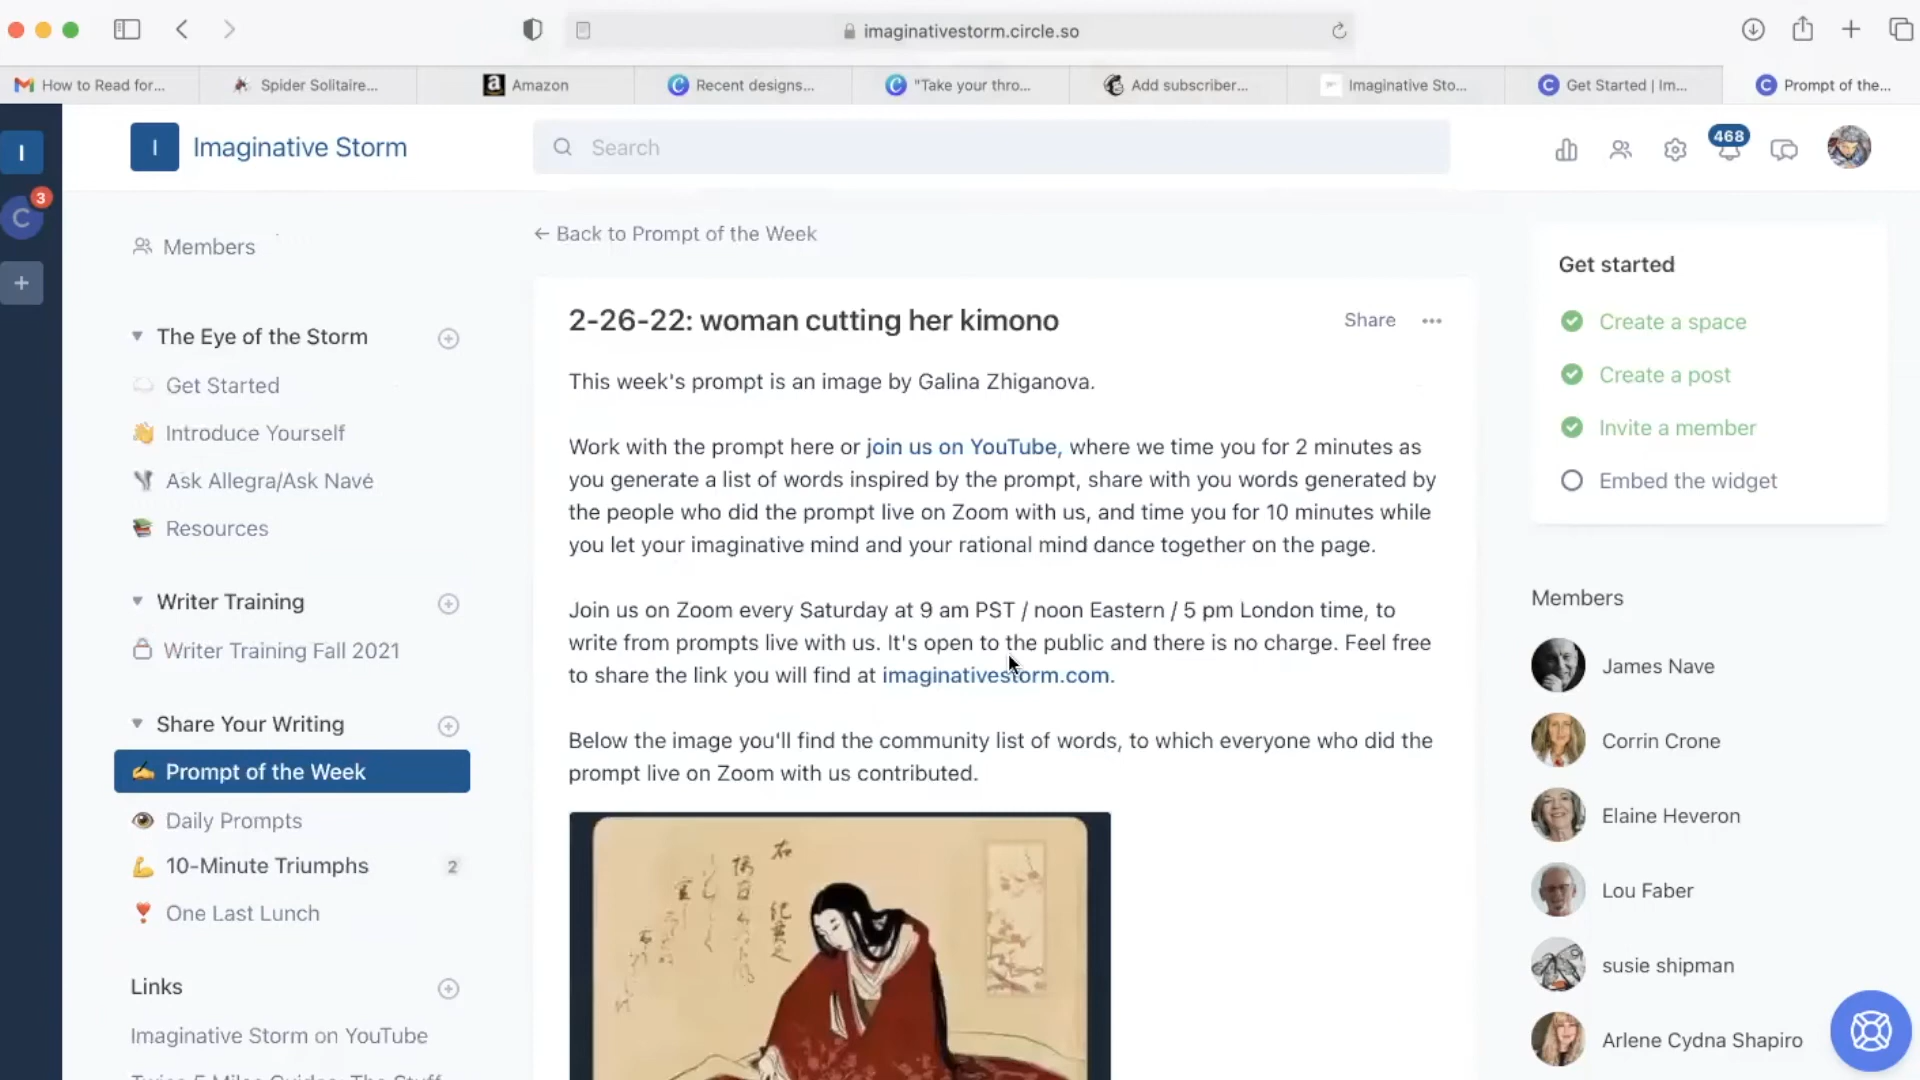 imaginativestorm.circle.so
How to Read for...
Spider Solitaire...
Amazon
Recent designs...
"Take your thro...
Add subscriber...
Imaginative Sto...
Get Started | Im...
Prompt of the...
I
Imaginative Storm
Search
468
I
C
3
+
Members
The Eye of the Storm
Get Started
Introduce Yourself
Ask Allegra/Ask Navé
Resources
Writer Training
Writer Training Fall 2021
Share Your Writing
Prompt of the Week
Daily Prompts
10-Minute Triumphs 2
One Last Lunch
Links
Imaginative Storm on YouTube
← Back to Prompt of the Week
2-26-22: woman cutting her kimono
Share
This week's prompt is an image by Galina Zhiganova.
Work with the prompt here or join us on YouTube, where we time you for 2 minutes as
you generate a list of words inspired by the prompt, share with you words generated by
the people who did the prompt live on Zoom with us, and time you for 10 minutes while
you let your imaginative mind and your rational mind dance together on the page.
Join us on Zoom every Saturday at 9 am PST / noon Eastern / 5 pm London time, to
write from prompts live with us. It's open to the public and there is no charge. Feel free
to share the link you will find at imaginativestorm.com.
Below the image you'll find the community list of words, to which everyone who did the
prompt live on Zoom with us contributed.
Get started
Create a space
Create a post
Invite a member
Embed the widget
Members
James Nave
Corrin Crone
Elaine Heveron
Lou Faber
susie shipman
Arlene Cydna Shapiro